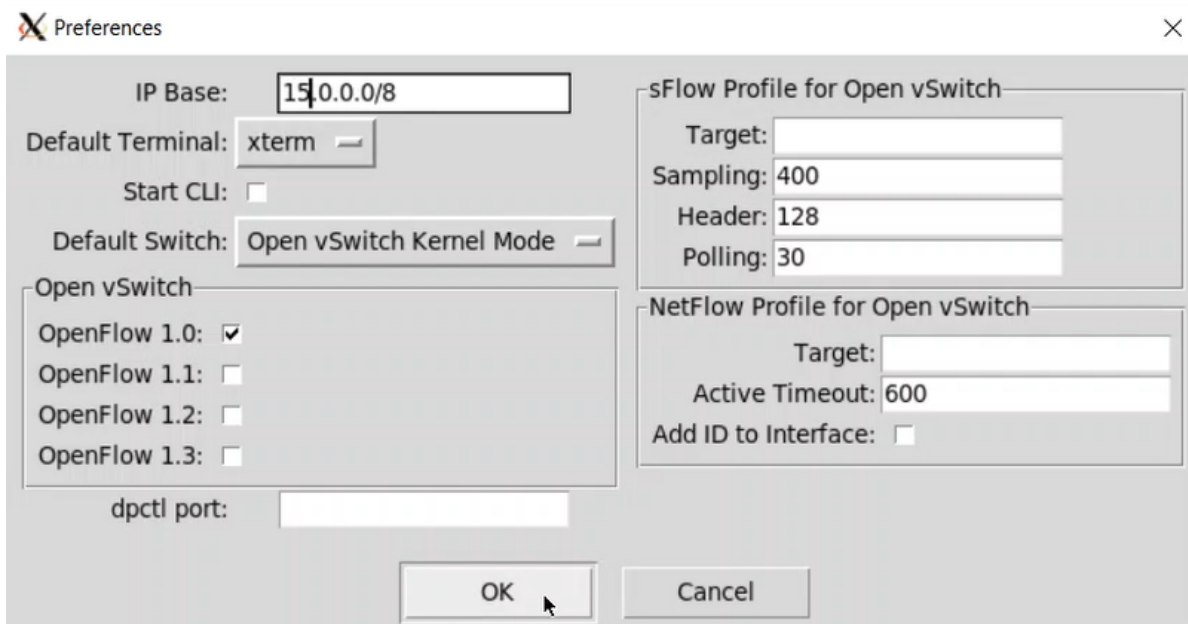 Preferences
IP Base: 15.0.0.0/8
Default Terminal: xterm
Start CLI:
Default Switch: Open vSwitch Kernel Mode
Open vSwitch
OpenFlow 1.0:
OpenFlow 1.1:
OpenFlow 1.2:
OpenFlow 1.3:
dpctl port:
sFlow Profile for Open vSwitch
Target:
Sampling: 400
Header: 128
Polling: 30
NetFlow Profile for Open vSwitch
Target:
Active Timeout: 600
Add ID to Interface:
OK
Cancel